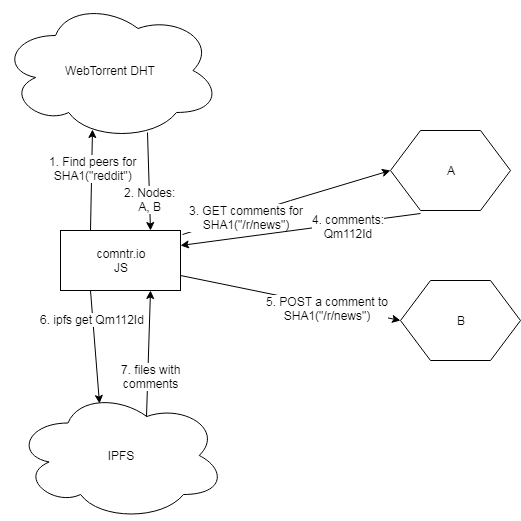 WebTorrent DHT
1. Find peers for
SHA1("reddit")
2. Nodes:
A, B
3. GET comments for
SHA1("/r/news")
A
4. comments:
Qm112Id
comntr.io
JS
5. POST a comment to
SHA1("/r/news")
B
6. ipfs get Qm112Id
7. files with
comments
IPFS